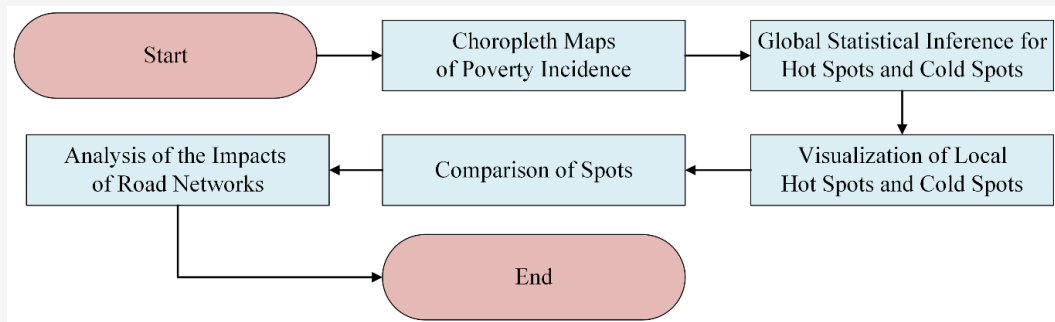 Start
Choropleth Maps
of Poverty Incidence
Global Statistical Inference for
Hot Spots and Cold Spots
Visualization of Local
Hot Spots and Cold Spots
Comparison of Spots
Analysis of the Impacts
of Road Networks
End